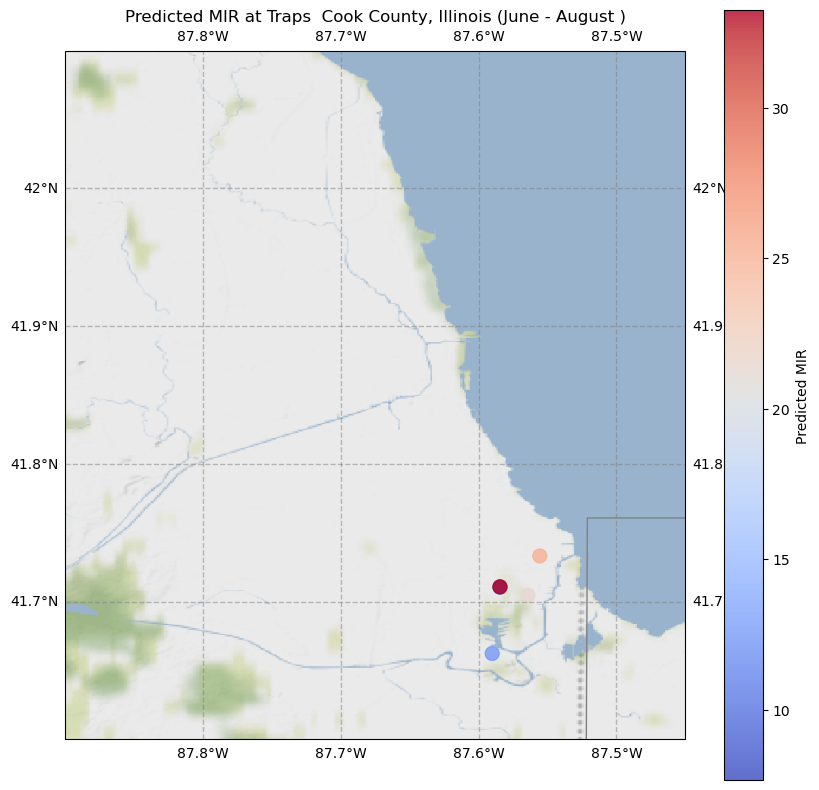 Predicted MIR at Traps  Cook County, Illinois (June - August )
87.8°W 87.7°W 87.6°W 87.5°W
42°N 42°N
41.9°N 41.9
41.8°N 41.8
41.7°N 41.7
87.8°W 87.7°W 87.6°W 87.5°W
30
25
20
15
10
Predicted MIR